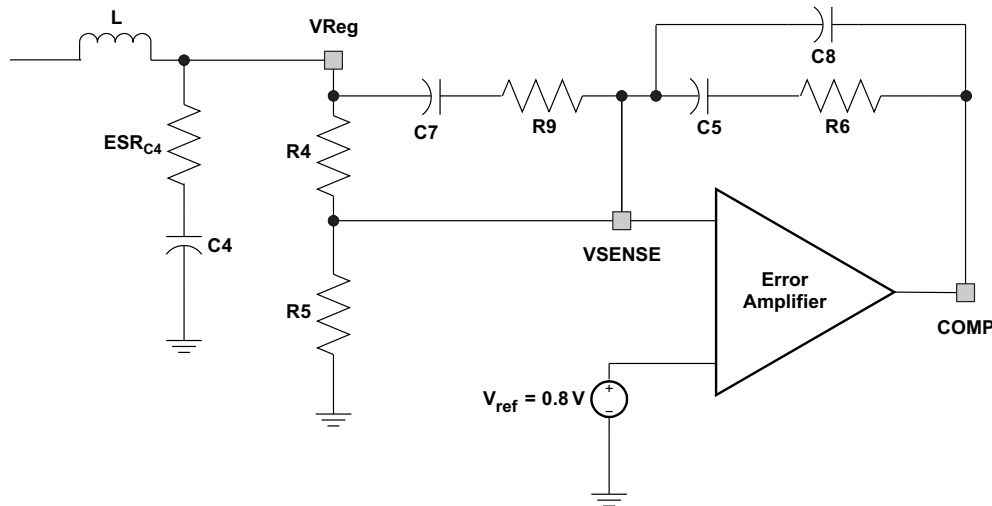 L
VReg
C8
C7
R9
C5
R6
ESRC4
R4
C4
VSENSE
Error
Amplifier
R5
COMP
Vref = 0.8 V
+
−